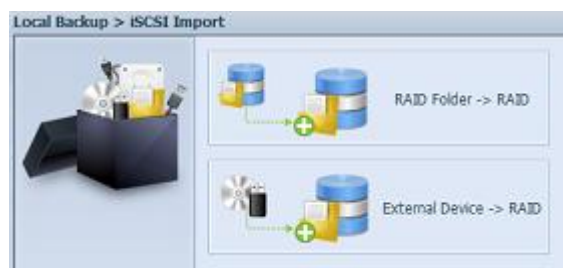 Local Backup > iSCSI Import
RAID Folder -> RAID
External Device -> RAID